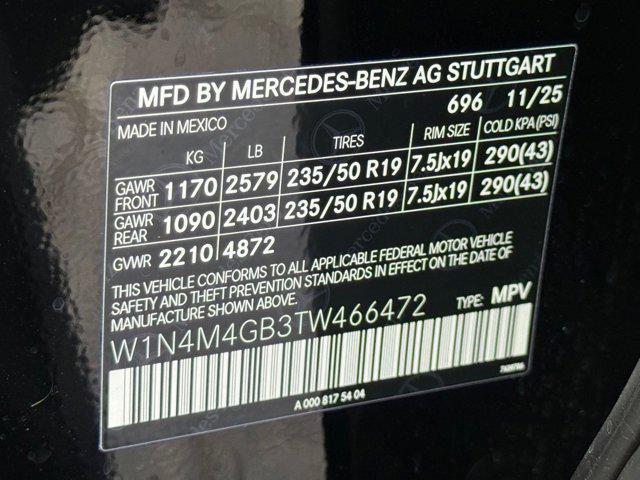 MFD BY MERCEDES-BENZ AG STUTTGART
696 11/25
MADE IN MEXICO
KG LB TIRES RIM SIZE COLD KPA(PSI)
GAWR FRONT 1170 2579 235/50 R19 7.5Jx19 290(43)
GAWR REAR 1090 2403 235/50 R19 7.5Jx19 290(43)
GVWR 2210 4872
THIS VEHICLE CONFORMS TO ALL APPLICABLE FEDERAL MOTOR VEHICLE
SAFETY AND THEFT PREVENTION STANDARDS IN EFFECT ON THE DATE OF
MANUFACTURE SHOWN ABOVE.
W1N4M4GB3TW466472 TYPE: MPV
A 000 817 54 04